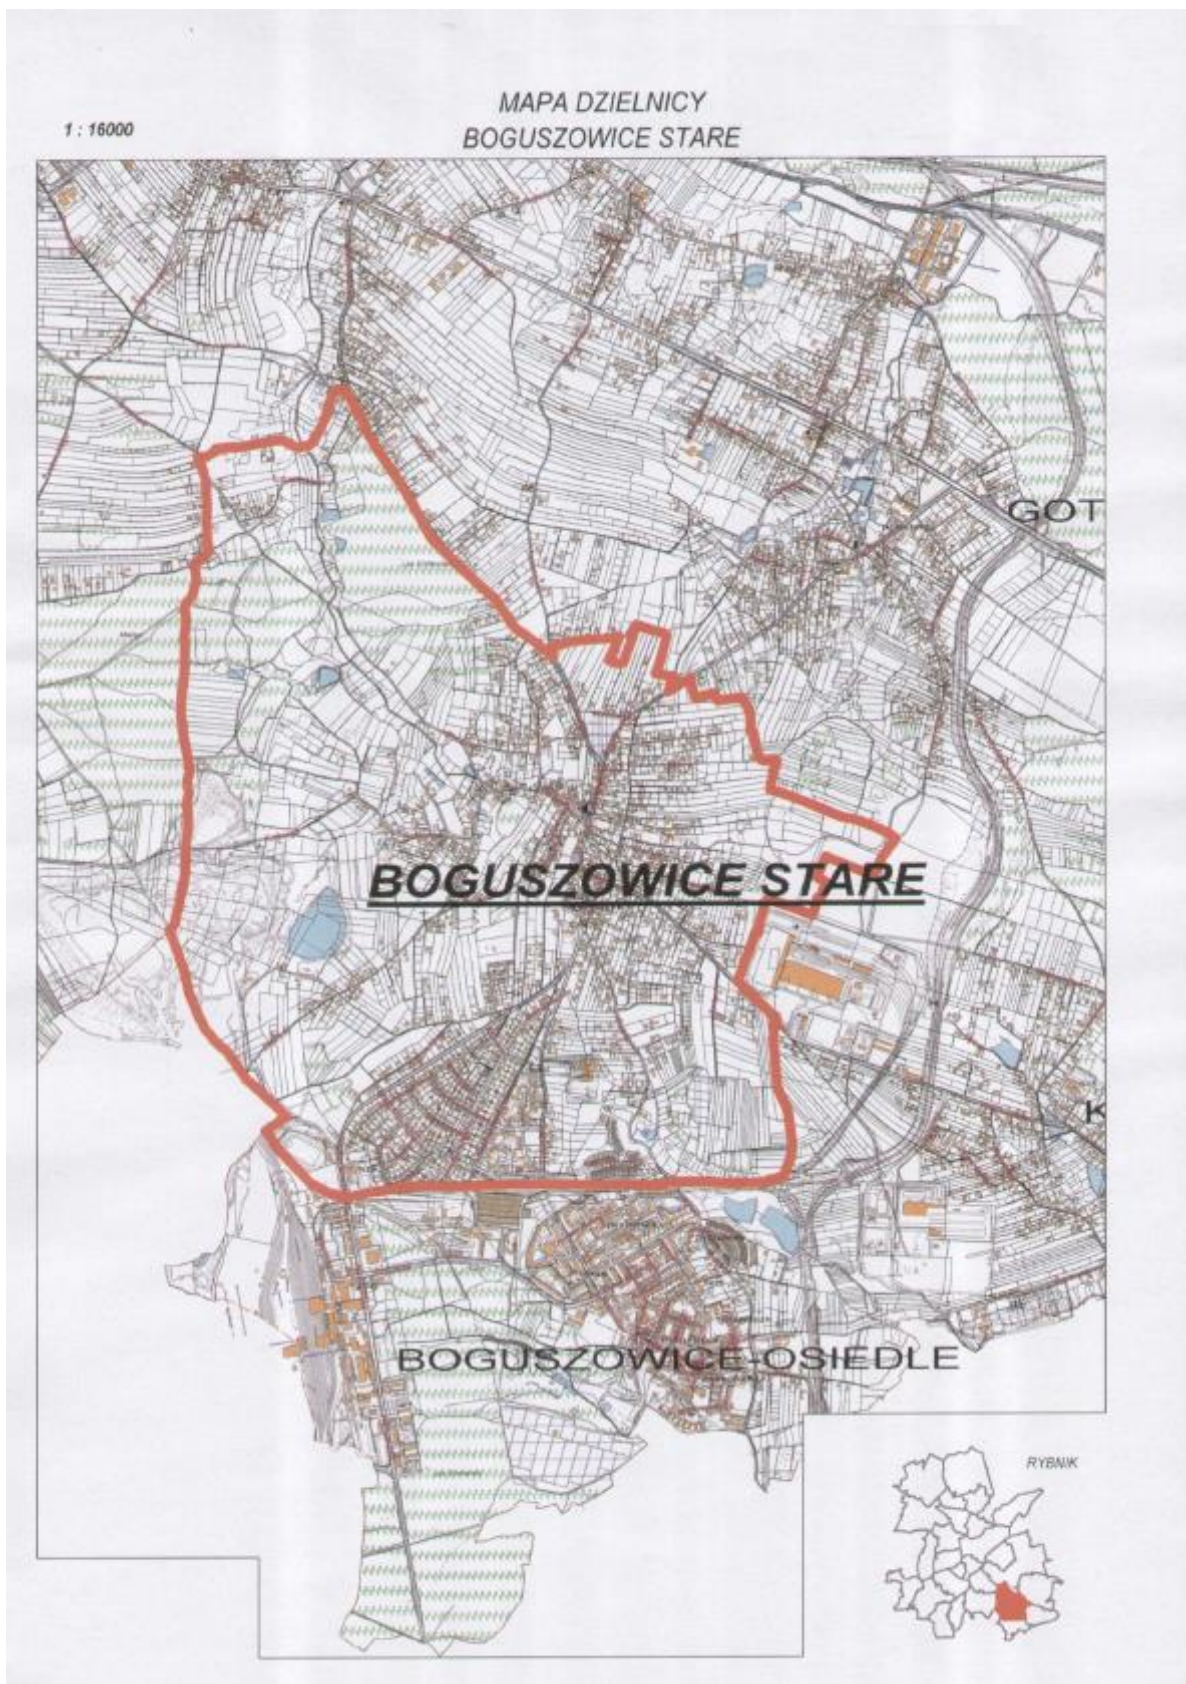 MAPA DZIELNICY
1 : 16000
BOGUSZOWICE STARE
GOT
BOGUSZOWICE STARE
K
BOGUSZOWICE-OSIEDLE
RYBNIK